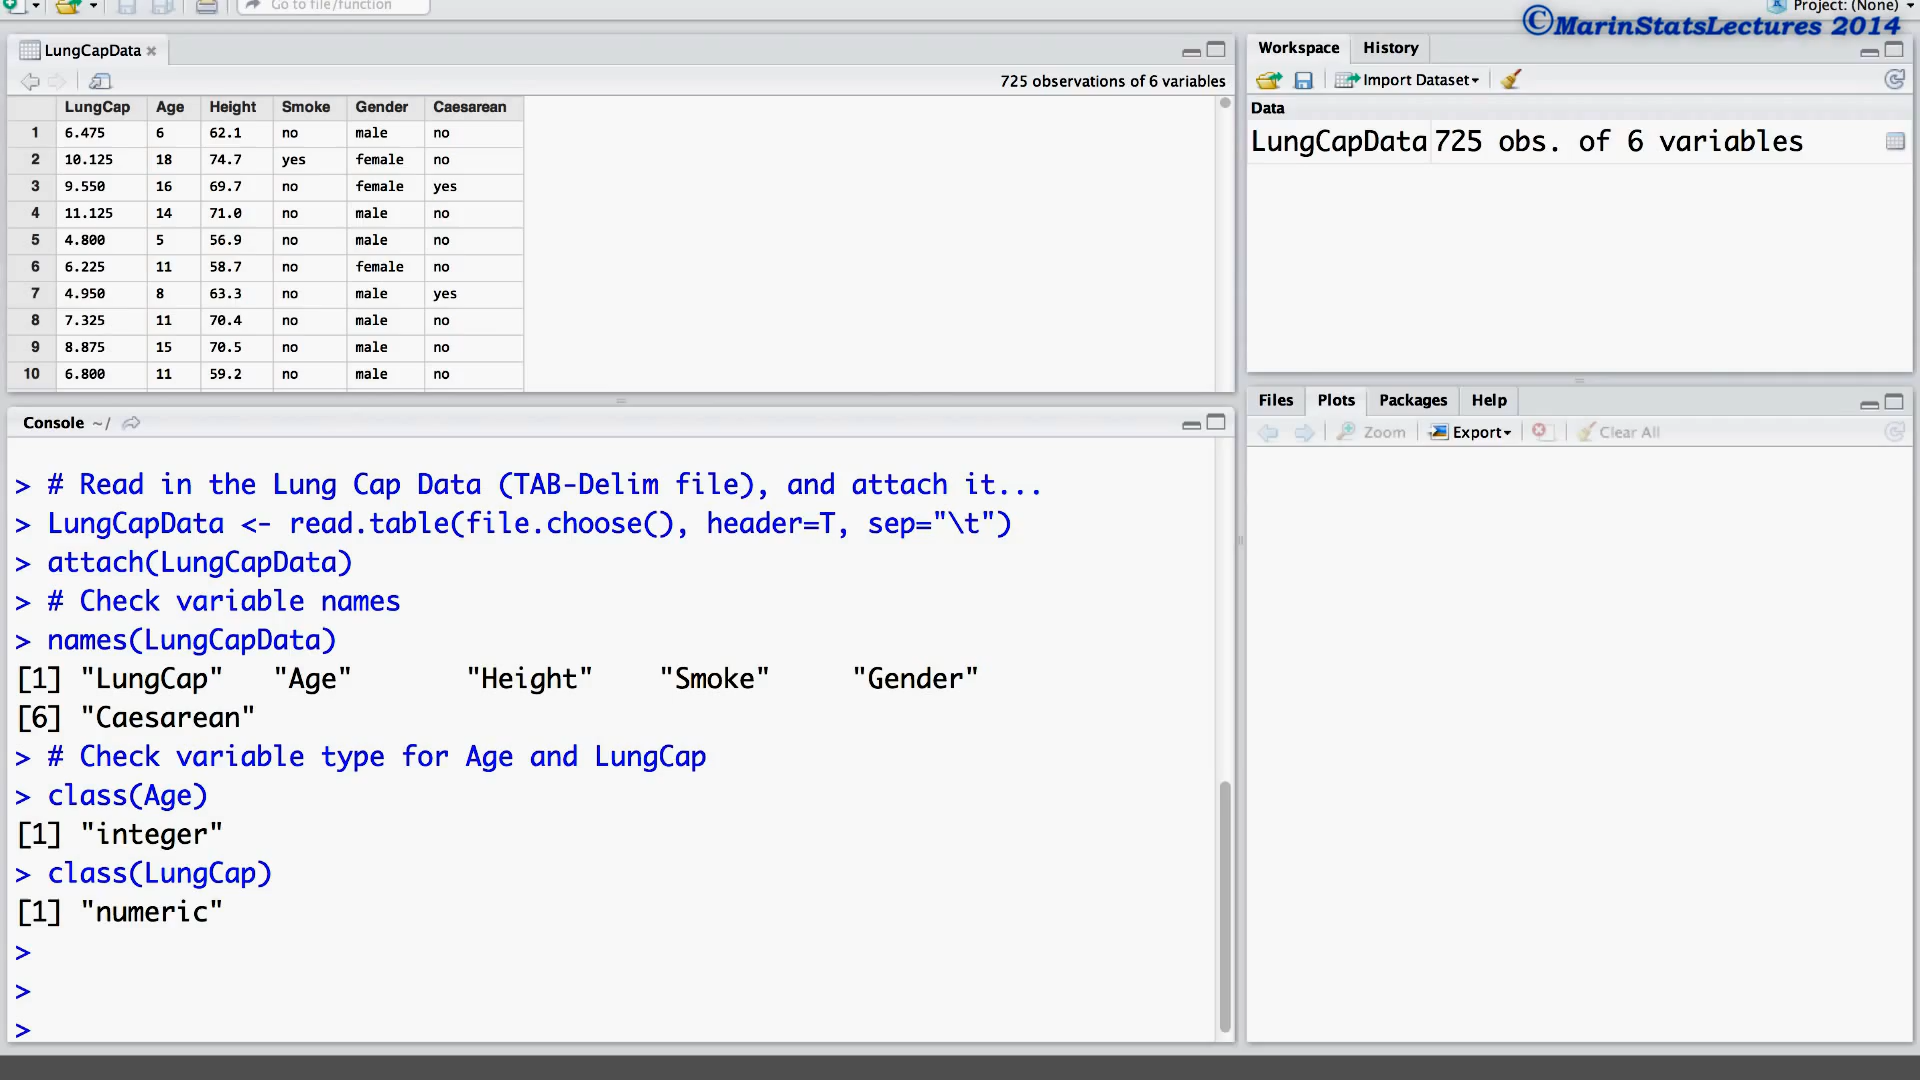 Go to file/function
Project: (None)
©MarinStatsLectures 2014
LungCapData
725 observations of 6 variables
LungCap Age Height Smoke Gender Caesarean
1 6.475 6 62.1 no male no
2 10.125 18 74.7 yes female no
3 9.550 16 69.7 no female yes
4 11.125 14 71.0 no male no
5 4.800 5 56.9 no male no
6 6.225 11 58.7 no female no
7 4.950 8 63.3 no male yes
8 7.325 11 70.4 no male no
9 8.875 15 70.5 no male no
10 6.800 11 59.2 no male no
Console ~/
> # Read in the Lung Cap Data (TAB-Delim file), and attach it...
> LungCapData <- read.table(file.choose(), header=T, sep="\t")
> attach(LungCapData)
> # Check variable names
> names(LungCapData)
[1] "LungCap" "Age" "Height" "Smoke" "Gender"
[6] "Caesarean"
> # Check variable type for Age and LungCap
> class(Age)
[1] "integer"
> class(LungCap)
[1] "numeric"
>
>
>
Workspace History
Import Dataset
Data
LungCapData 725 obs. of 6 variables
Files Plots Packages Help
Zoom Export Clear All